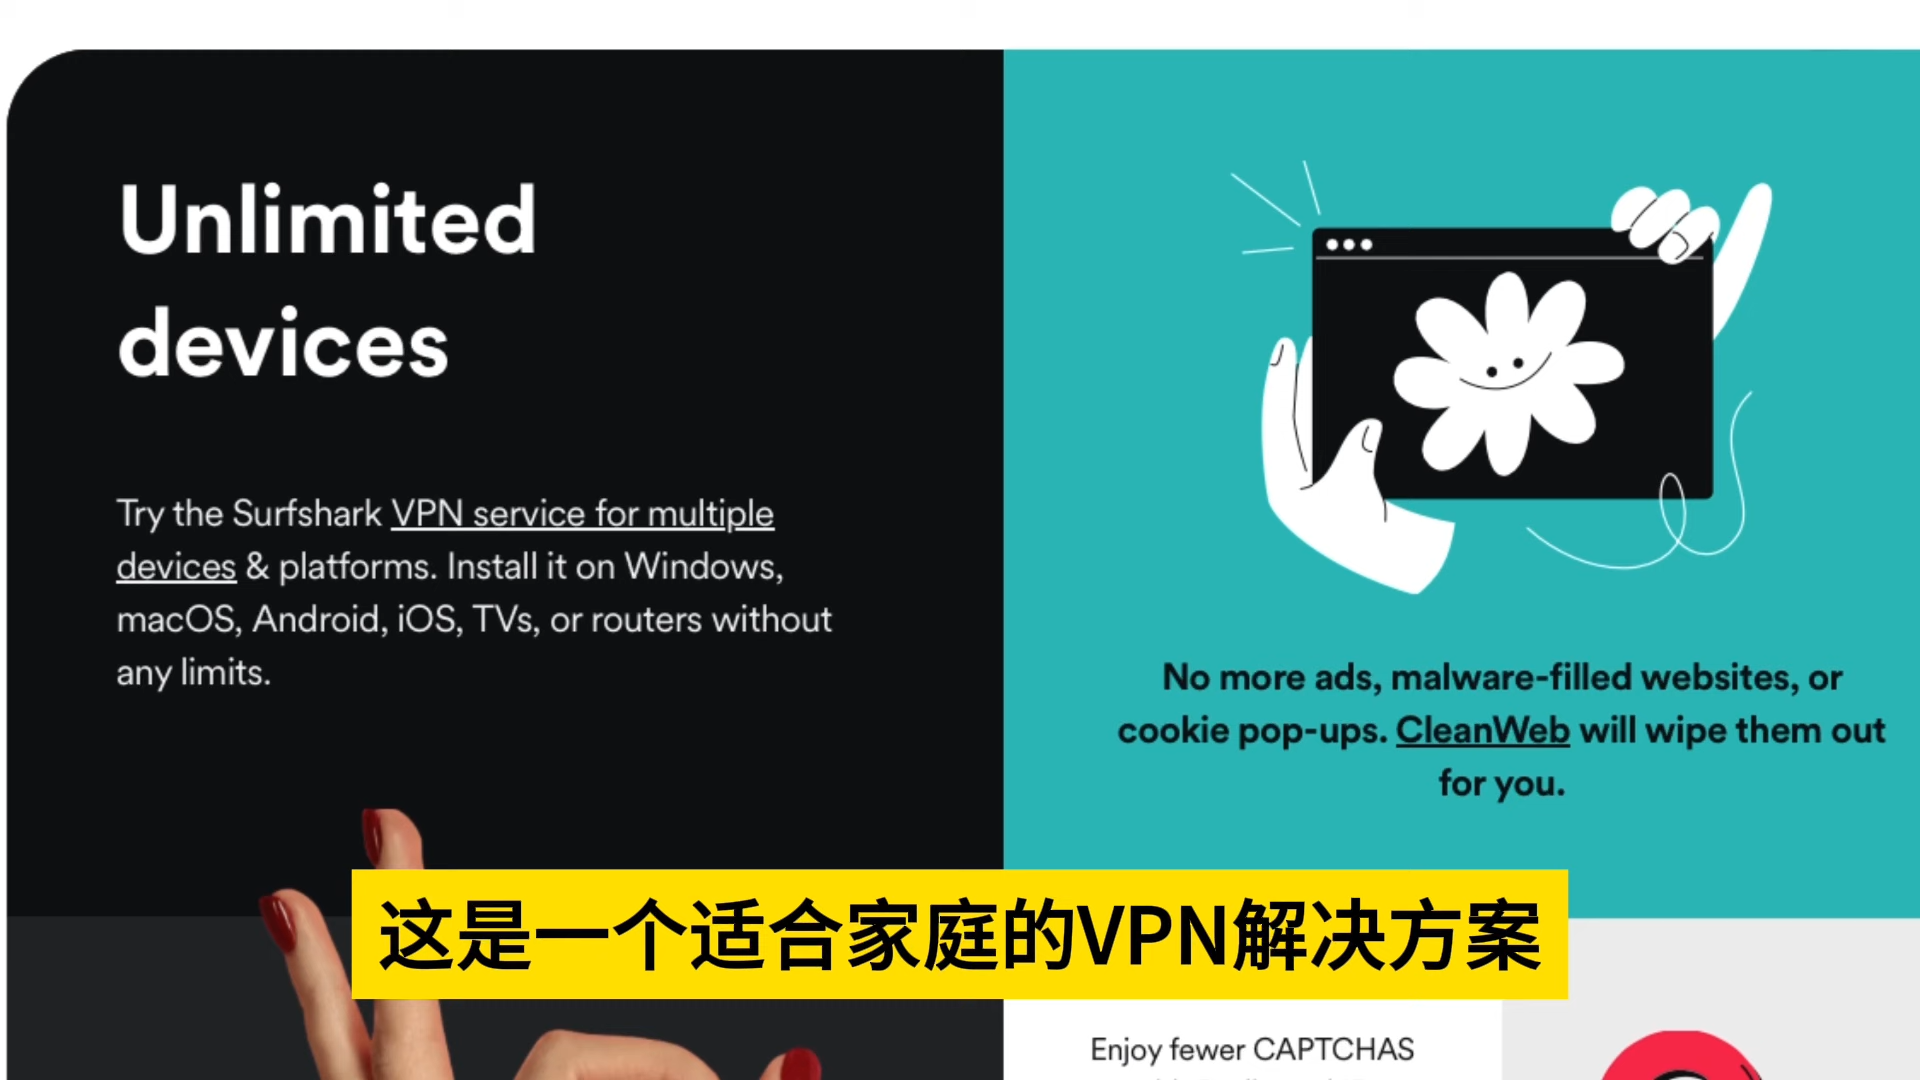 Unlimited
devices
Try the Surfshark VPN service for multiple
devices & platforms. Install it on Windows,
macOS, Android, iOS, TVs, or routers without
any limits.
No more ads, malware-filled websites, or
cookie pop-ups. CleanWeb will wipe them out
for you.
这是一个适合家庭的VPN解决方案
Enjoy fewer CAPTCHAS